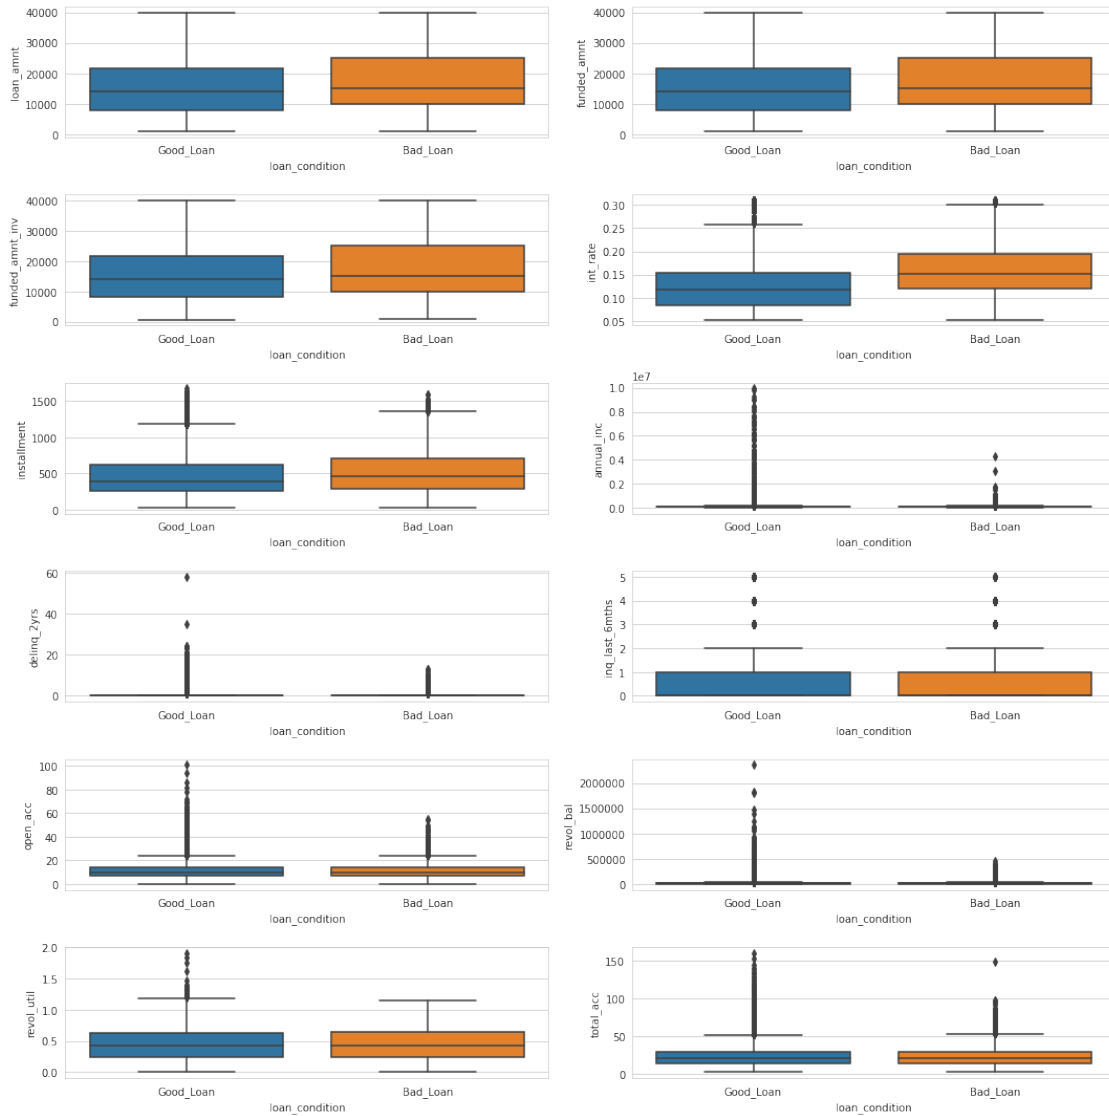 loan_amnt
40000
30000
20000
10000
0
Good_Loan Bad_Loan
loan_condition
funded_amnt
40000
30000
20000
10000
0
Good_Loan Bad_Loan
loan_condition
funded_amnt_inv
40000
30000
20000
10000
0
Good_Loan Bad_Loan
loan_condition
int_rate
0.30
0.25
0.20
0.15
0.10
0.05
Good_Loan Bad_Loan
loan_condition
installment
1500
1000
500
0
Good_Loan Bad_Loan
loan_condition
1e7
annual_inc
1.0
0.8
0.6
0.4
0.2
0.0
Good_Loan Bad_Loan
loan_condition
delinq_2yrs
60
40
20
0
Good_Loan Bad_Loan
loan_condition
inq_last_6mths
5
4
3
2
1
0
Good_Loan Bad_Loan
loan_condition
open_acc
100
80
60
40
20
0
Good_Loan Bad_Loan
loan_condition
revol_bal
2000000
1500000
1000000
500000
0
Good_Loan Bad_Loan
loan_condition
revol_util
2.0
1.5
1.0
0.5
0.0
Good_Loan Bad_Loan
loan_condition
total_acc
150
100
50
0
Good_Loan Bad_Loan
loan_condition